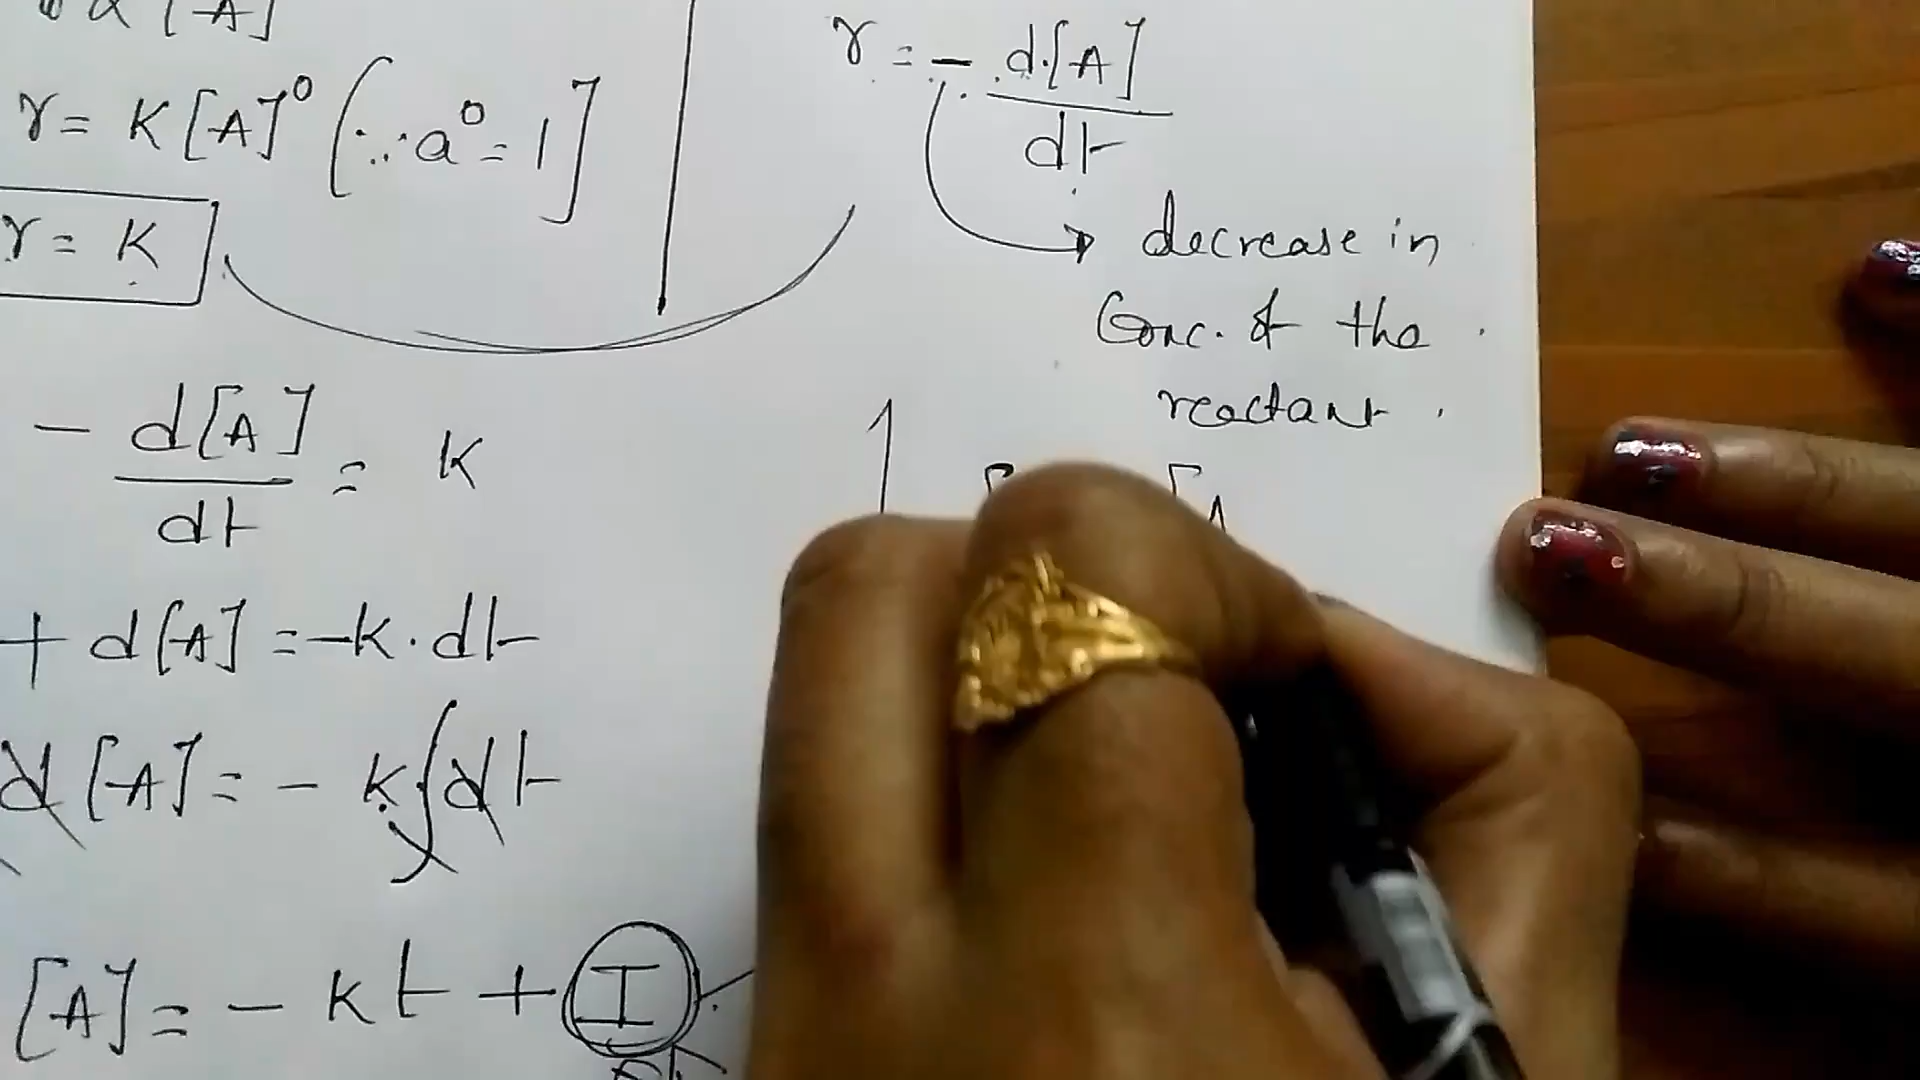 r = K [A]⁰ (∵ a⁰ = 1]
r = K
- d[A]/dt = K
+ d[A] = -K · dt
d [A] = - K ∫ dt
[A] = - Kt + I
r = - d[A]/dt
decrease in
Conc. of the
reactant .